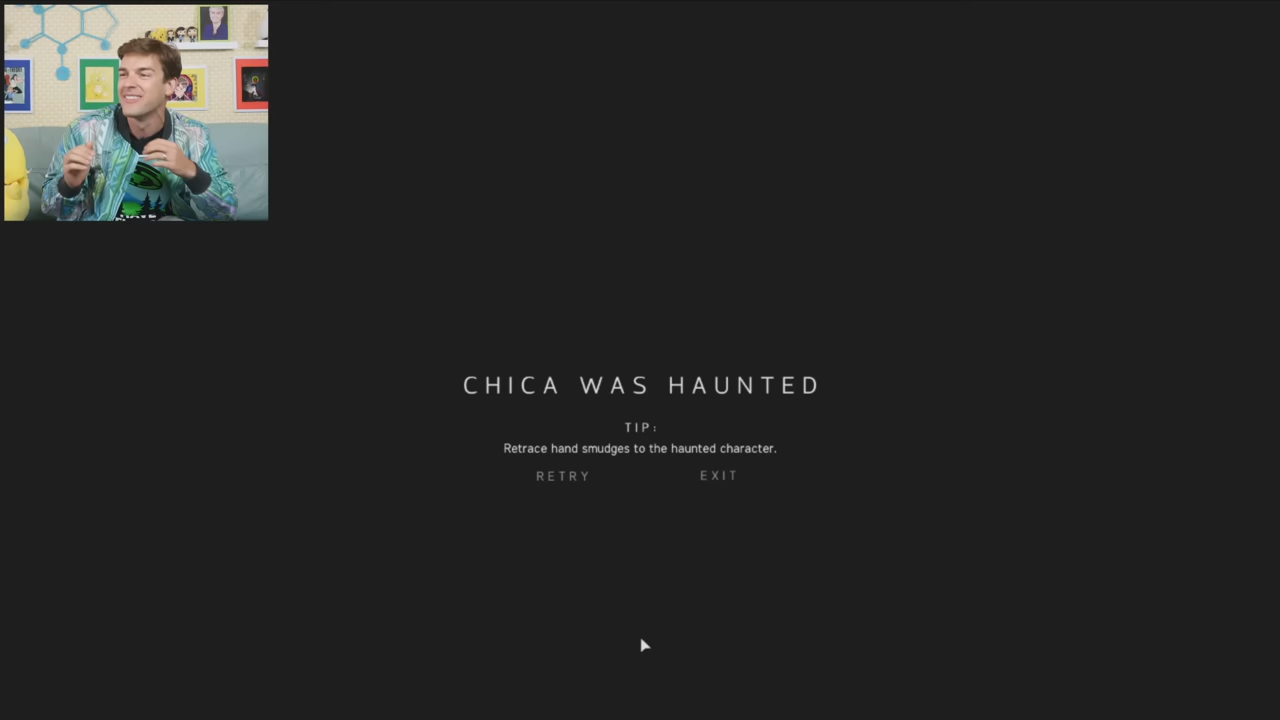 CHICA WAS HAUNTED
TIP:
Retrace hand smudges to the haunted character.
RETRY EXIT